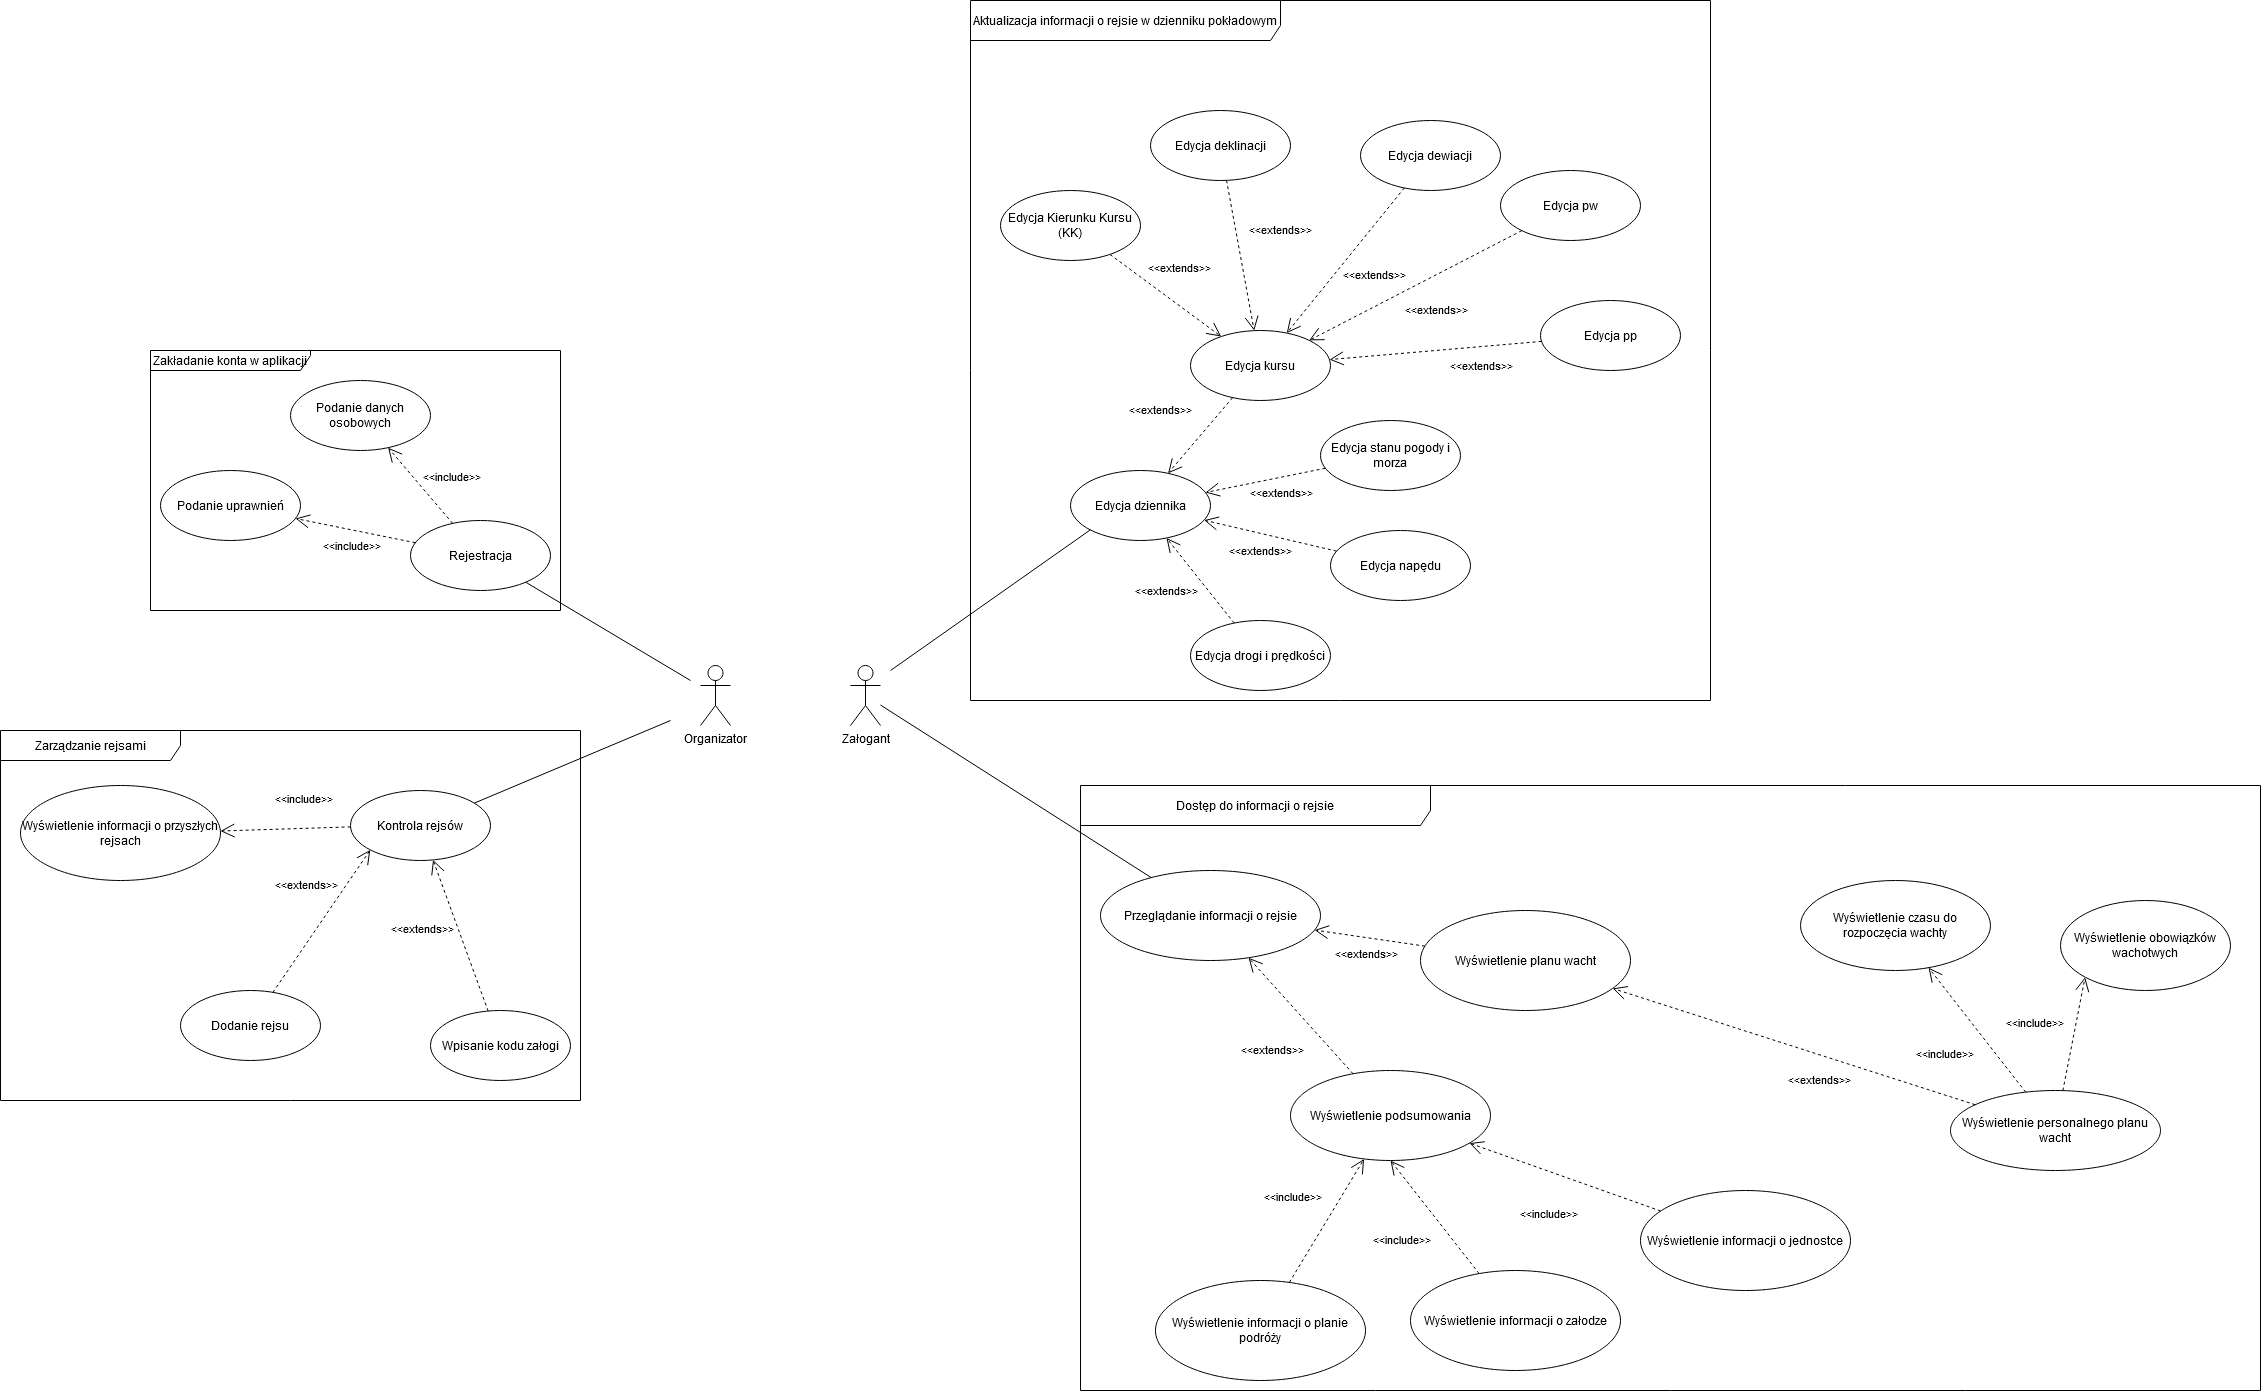 Aktualizacja informacji o rejsie w dzienniku pokładowym
Edycja deklinacji
Edycja dewiacji
Edycja Kierunku Kursu
(KK)
Edycja pw
<<extends>>
<<extends>>
<<extends>>
<<extends>>
Edycja pp
<<extends>>
Edycja kursu
<<extends>>
Edycja stanu pogody i
morza
<<extends>>
Edycja dziennika
<<extends>>
Edycja napędu
<<extends>>
Edycja drogi i prędkości
Zakładanie konta w aplikacji
Podanie danych
osobowych
<<include>>
Podanie uprawnień
<<include>>
Rejestracja
Organizator
Załogant
Zarządzanie rejsami
<<include>>
Wyświetlenie informacji o przyszłych
rejsach
Kontrola rejsów
<<extends>>
<<extends>>
Dodanie rejsu
Wpisanie kodu załogi
Dostęp do informacji o rejsie
Przeglądanie informacji o rejsie
<<extends>>
Wyświetlenie planu wacht
Wyświetlenie czasu do
rozpoczęcia wachty
Wyświetlenie obowiązków
wachotwych
<<include>>
<<include>>
<<extends>>
<<extends>>
Wyświetlenie personalnego planu
wacht
Wyświetlenie podsumowania
<<include>>
<<include>>
<<include>>
Wyświetlenie informacji o jednostce
Wyświetlenie informacji o planie
podróży
Wyświetlenie informacji o załodze